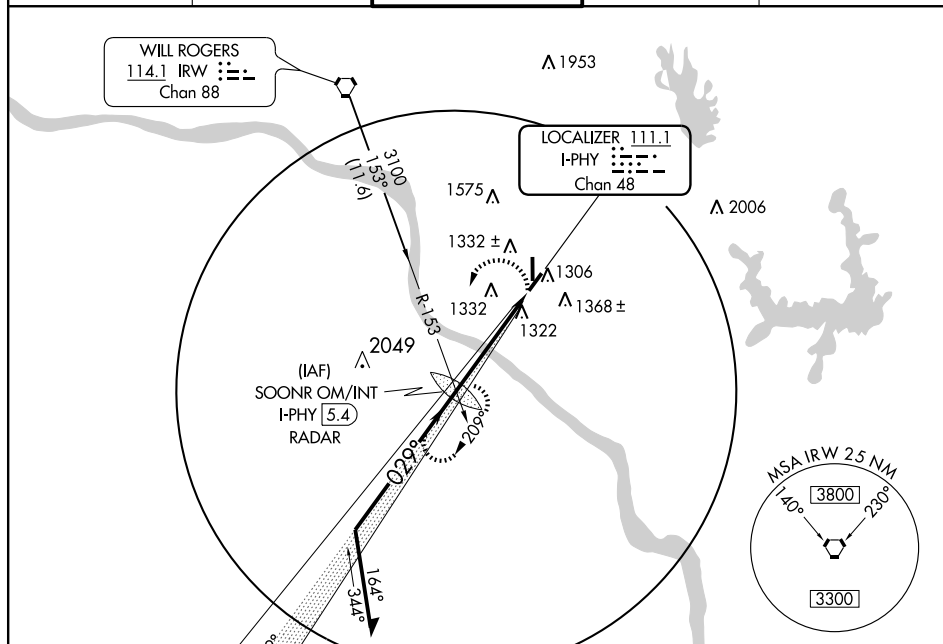 WILL ROGERS
114.1 IRW
Chan 88
1953
LOCALIZER 111.1
I-PHY
Chan 48
3100
153°
(11.6)
1575
2006
1332 ±
1306
1332
1368 ±
1322
R-153
2049
(IAF)
SOONR OM/INT
I-PHY 5.4
RADAR
209°
029°
MSA IRW 25 NM
140°
3800
230°
3300
164°
344°